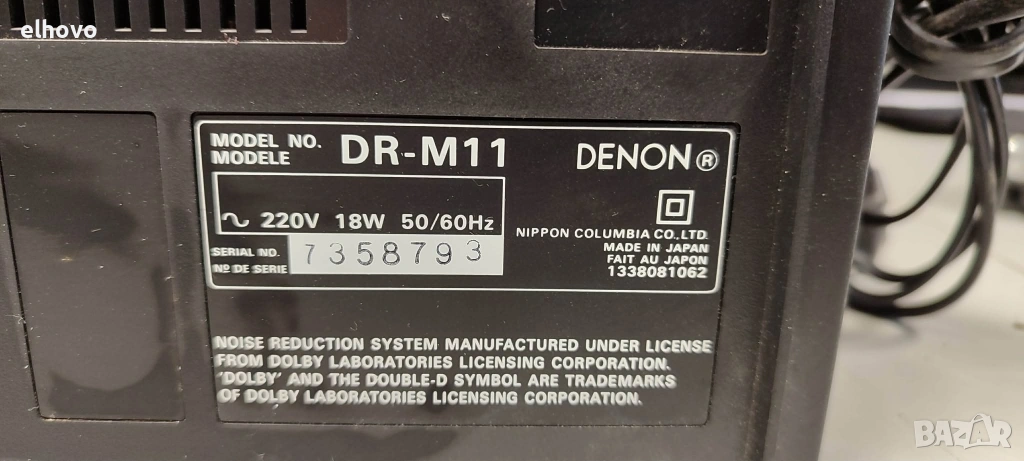 elhovo
MODEL NO. DR-M11
MODELE
DENON®
220V 18W 50/60Hz
SERIAL NO. 7358793
Nº DE SERIE
NIPPON COLUMBIA CO.,LTD.
MADE IN JAPAN
FAIT AU JAPON
1338081062
NOISE REDUCTION SYSTEM MANUFACTURED UNDER LICENSE
FROM DOLBY LABORATORIES LICENSING CORPORATION.
'DOLBY' AND THE DOUBLE-D SYMBOL ARE TRADEMARKS
OF DOLBY LABORATORIES LICENSING CORPORATION.
BAZAR